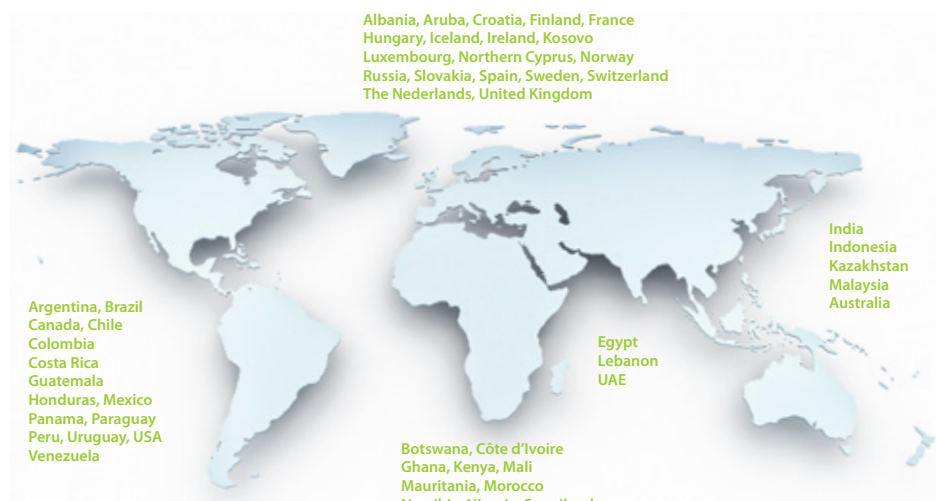 Albania, Aruba, Croatia, Finland, France
Hungary, Iceland, Ireland, Kosovo
Luxembourg, Northern Cyprus, Norway
Russia, Slovakia, Spain, Sweden, Switzerland
The Nederlands, United Kingdom
India
Indonesia
Kazakhstan
Malaysia
Australia
Argentina, Brazil
Canada, Chile
Colombia
Costa Rica
Guatemala
Honduras, Mexico
Panama, Paraguay
Peru, Uruguay, USA
Venezuela
Egypt
Lebanon
UAE
Botswana, Côte d’Ivoire
Ghana, Kenya, Mali
Mauritania, Morocco